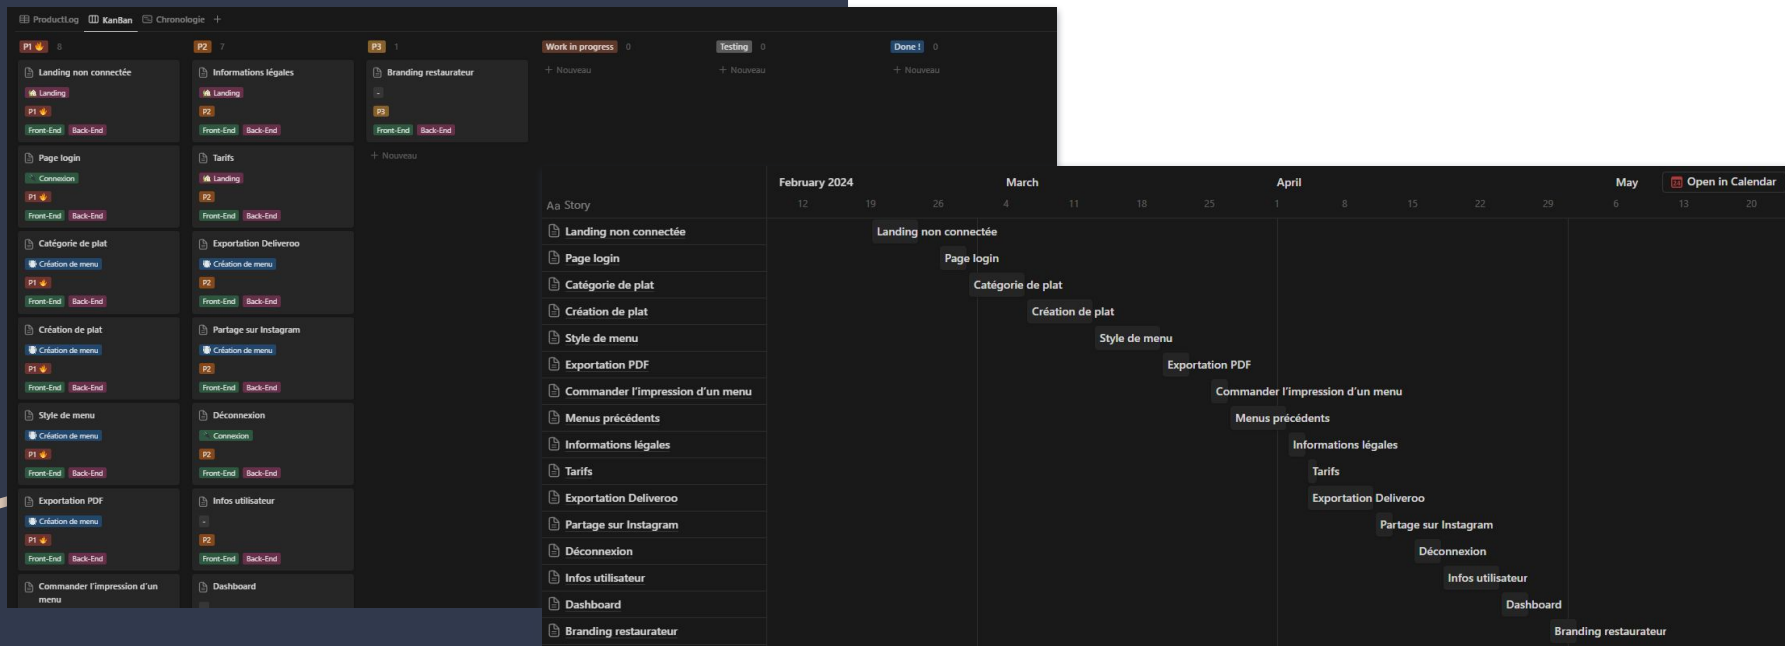 ProductLog KanBan Chronologie +
P1 🔥 8
Landing non connectée
Landing
P1 🔥
Front-End Back-End
Page login
Connexion
P1 🔥
Front-End Back-End
Catégorie de plat
Création de menu
P1 🔥
Front-End Back-End
Création de plat
Création de menu
P1 🔥
Front-End Back-End
Style de menu
Création de menu
P1 🔥
Front-End Back-End
Exportation PDF
Création de menu
P1 🔥
Front-End Back-End
Commander l'impression d'un
menu
P2 7
Informations légales
Landing
P2
Front-End Back-End
Tarifs
Landing
P2
Front-End Back-End
Exportation Deliveroo
Création de menu
P2
Front-End Back-End
Partage sur Instagram
Création de menu
P2
Front-End Back-End
Déconnexion
Connexion
P2
Front-End Back-End
Infos utilisateur
-
P2
Front-End Back-End
Dashboard
P3 1
Branding restaurateur
-
P3
Front-End Back-End
+ Nouveau
Work in progress 0
+ Nouveau
Testing 0
+ Nouveau
Done ! 0
+ Nouveau
February 2024 March April May Open in Calendar
Aa Story 12 19 26 4 11 18 25 1 8 15 22 29 6 13 20
Landing non connectée Landing non connectée
Page login Page login
Catégorie de plat Catégorie de plat
Création de plat Création de plat
Style de menu Style de menu
Exportation PDF Exportation PDF
Commander l'impression d'un menu Commander l'impression d'un menu
Menus précédents Menus précédents
Informations légales Informations légales
Tarifs Tarifs
Exportation Deliveroo Exportation Deliveroo
Partage sur Instagram Partage sur Instagram
Déconnexion Déconnexion
Infos utilisateur Infos utilisateur
Dashboard Dashboard
Branding restaurateur Branding restaurateur